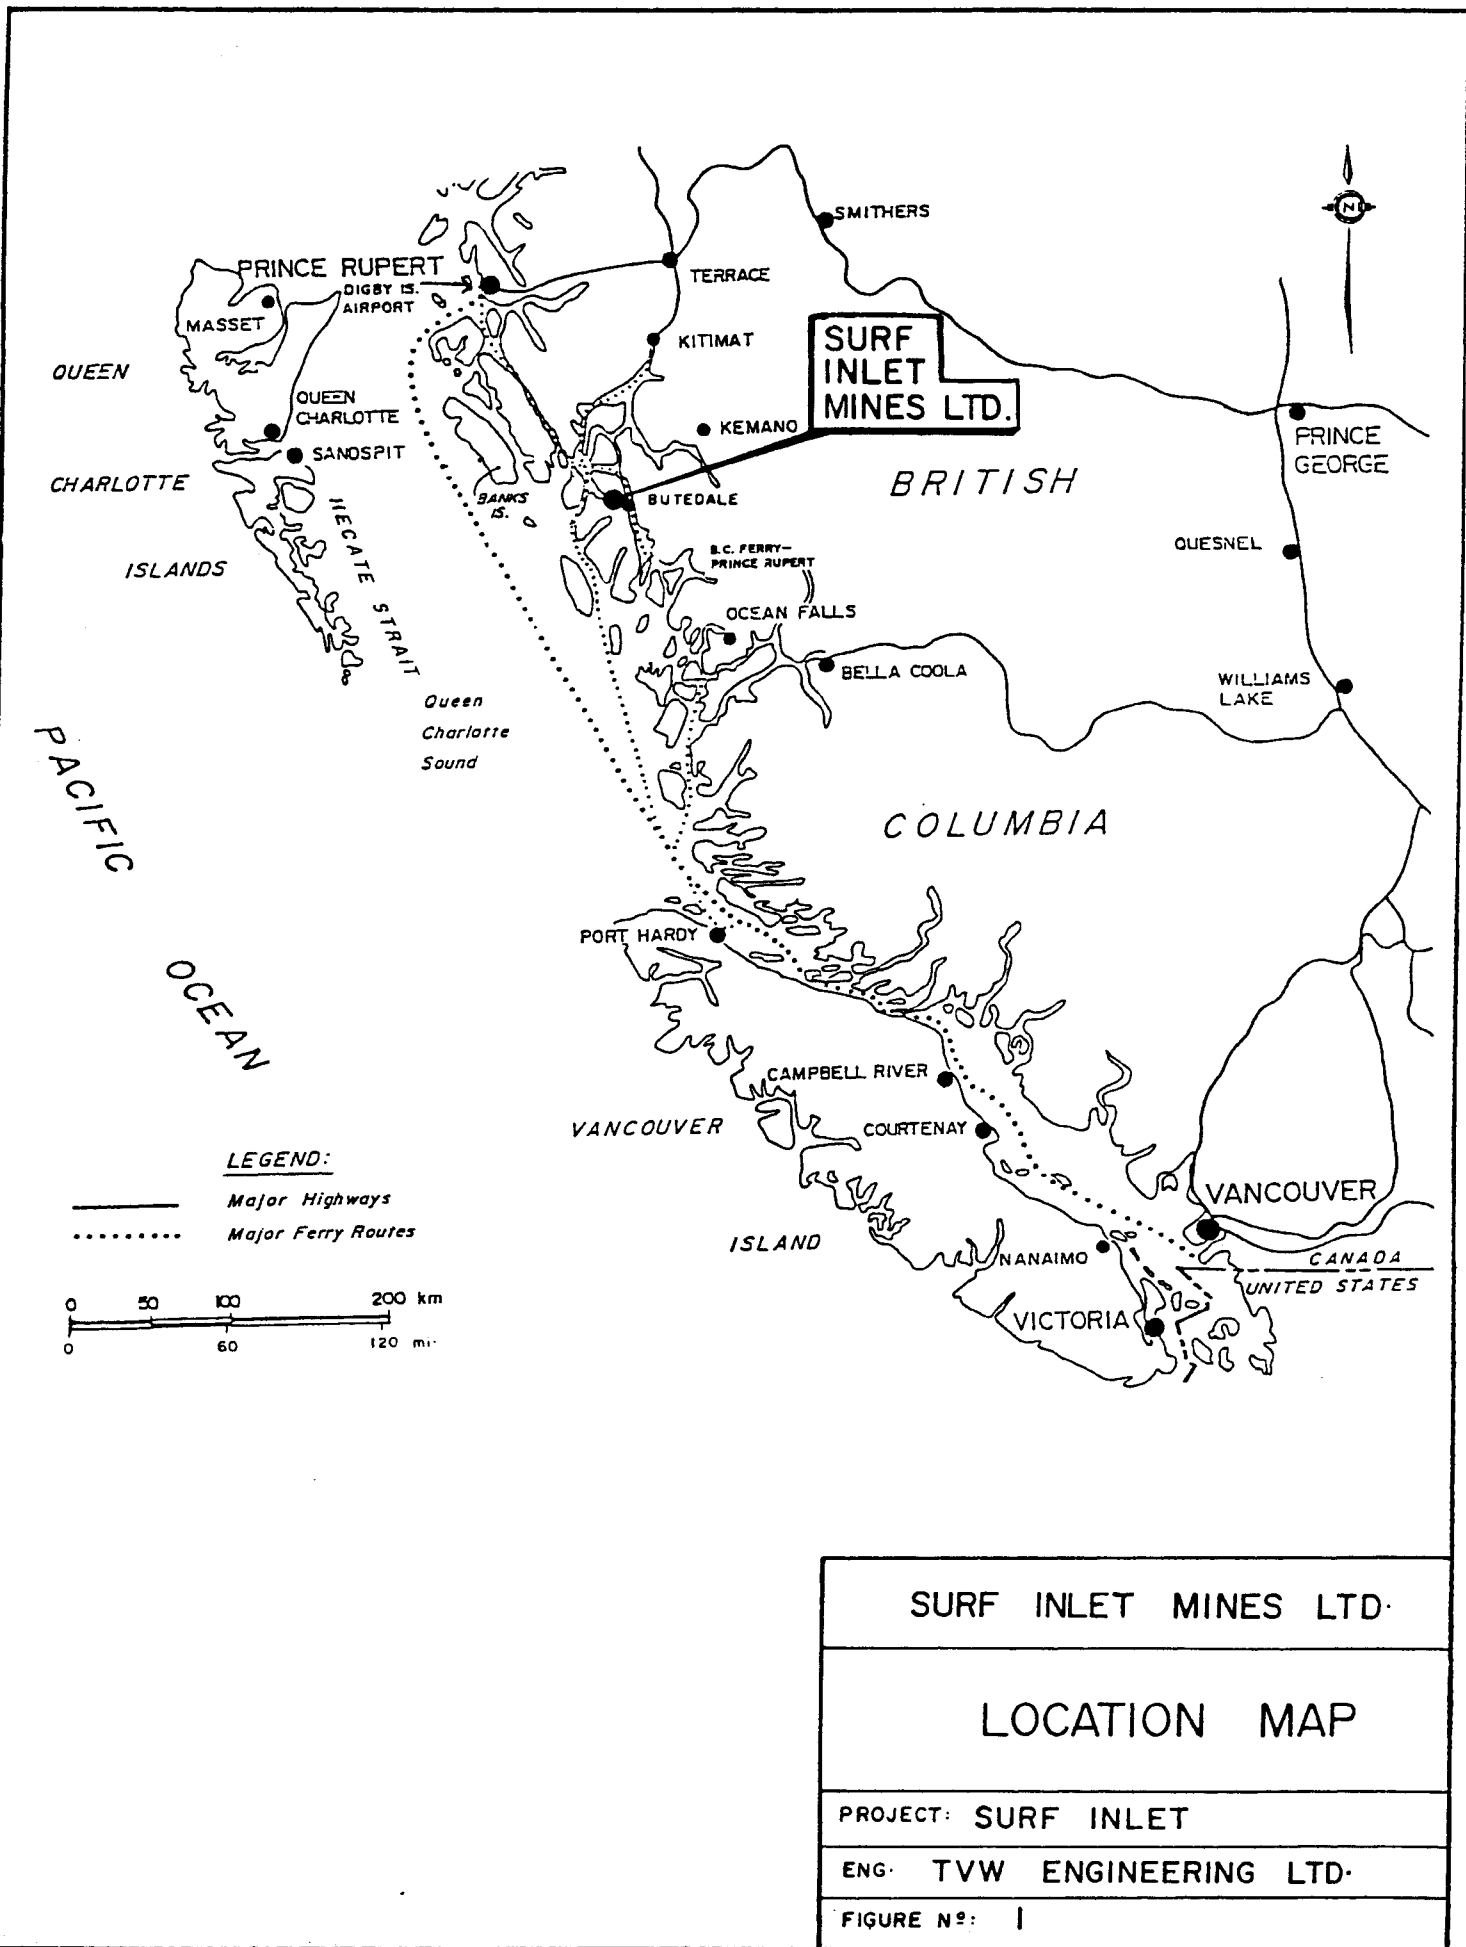 SMITHERS
PRINCE RUPERT
DIGBY IS.
AIRPORT
TERRACE
MASSET
KITIMAT
SURF
INLET
MINES LTD.
QUEEN
CHARLOTTE
ISLANDS
QUEEN
CHARLOTTE
SANDSPIT
KEMANO
PRINCE
GEORGE
BANKS
IS.
BUTEDALE
BRITISH
COLUMBIA
HECATE STRAIT
B.C. FERRY-
PRINCE RUPERT
QUESNEL
OCEAN FALLS
BELLA COOLA
WILLIAMS
LAKE
Queen
Charlotte
Sound
PACIFIC
OCEAN
PORT HARDY
CAMPBELL RIVER
COURTENAY
VANCOUVER
ISLAND
VANCOUVER
NANAIMO
VICTORIA
CANADA
UNITED STATES
N
LEGEND:
Major Highways
Major Ferry Routes
0 50 100 200 km
0 60 120 mi.
SURF INLET MINES LTD.
LOCATION MAP
PROJECT: SURF INLET
ENG. TVW ENGINEERING LTD.
FIGURE Nº: 1